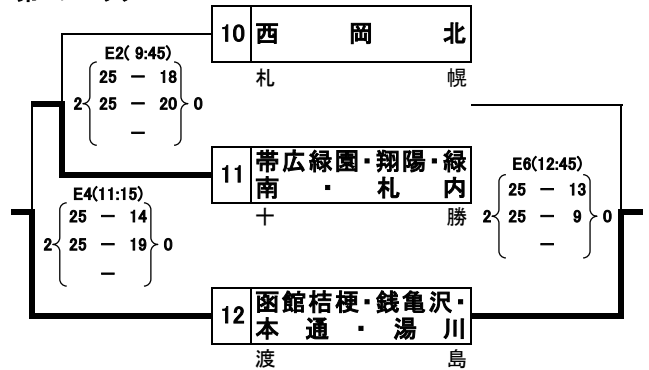 10 西岡北
札幌
E2( 9:45)
25 － 18
2 25 － 20 0
－
11 帯広緑園・翔陽・緑
南・札内
十勝
E4(11:15)
25 － 14
2 25 － 19 0
－
E6(12:45)
25 － 13
2 25 － 9 0
－
12 函館桔梗・銭亀沢・
本通・湯川
渡島